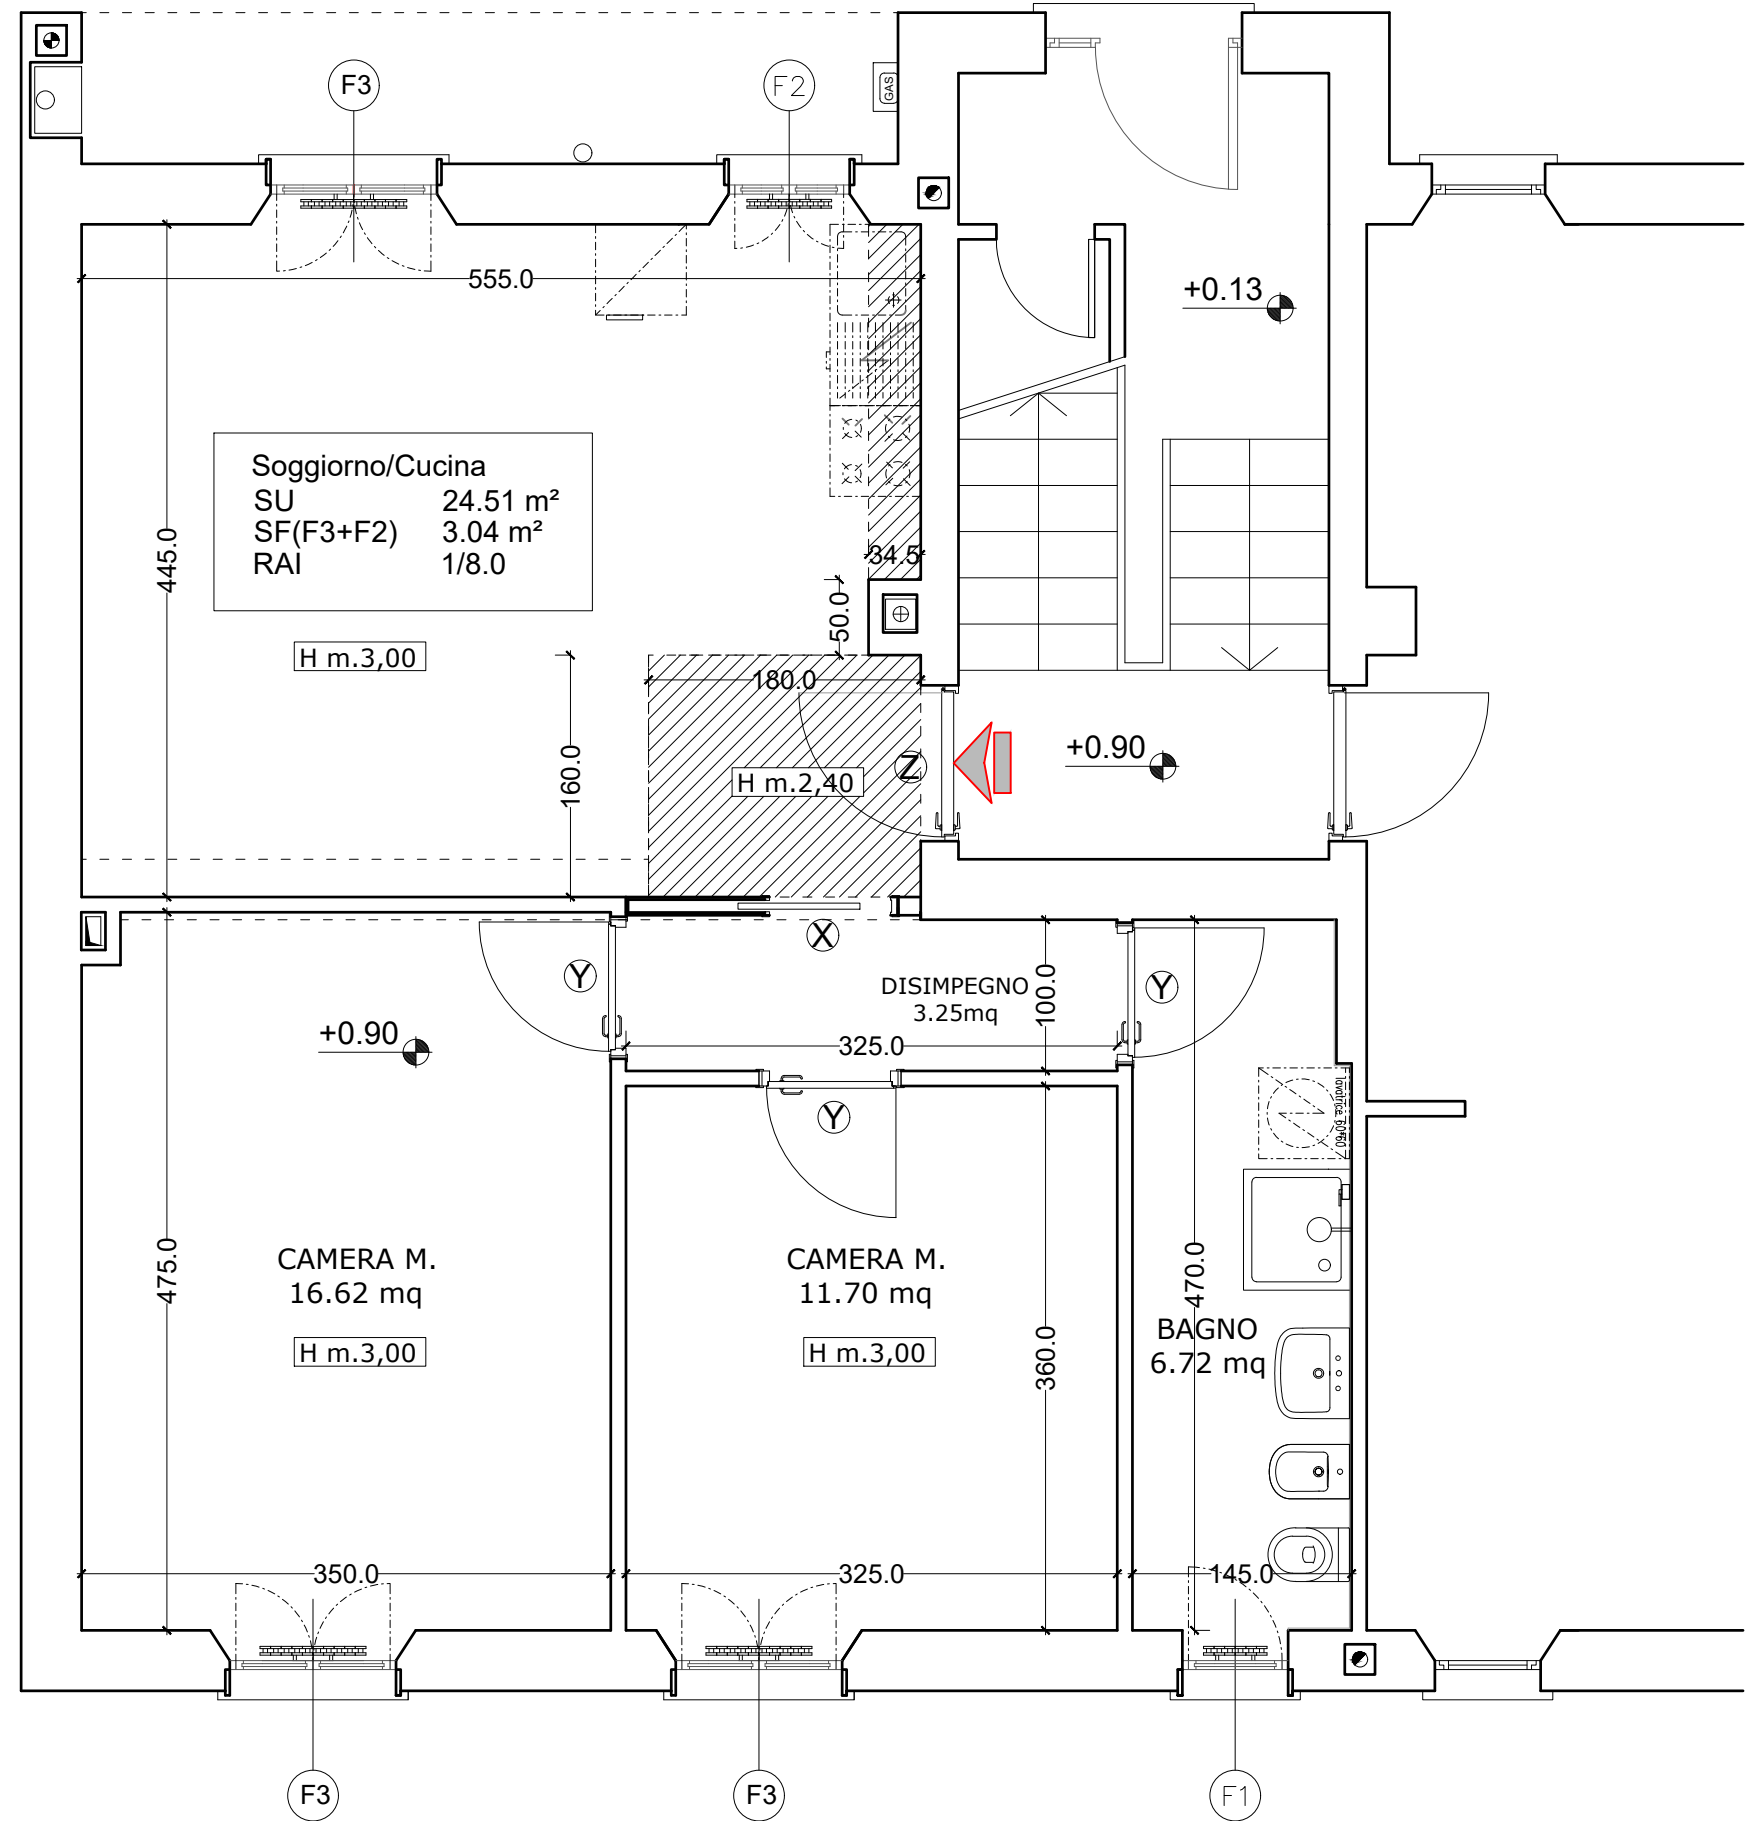 F3
F2
GAS
555.0
+0.13
Soggiorno/Cucina
SU 24.51 m²
SF(F3+F2) 3.04 m²
RAI 1/8.0
445.0
34.5
50.0
H m.3,00
180.0
160.0
H m.2,40
Z
+0.90
X
Y
DISIMPEGNO
3.25mq
100.0
Y
+0.90
325.0
Y
lavatrice 60*60
475.0
CAMERA M.
16.62 mq
H m.3,00
CAMERA M.
11.70 mq
H m.3,00
360.0
470.0
BAGNO
6.72 mq
350.0
325.0
145.0
F3
F3
F1